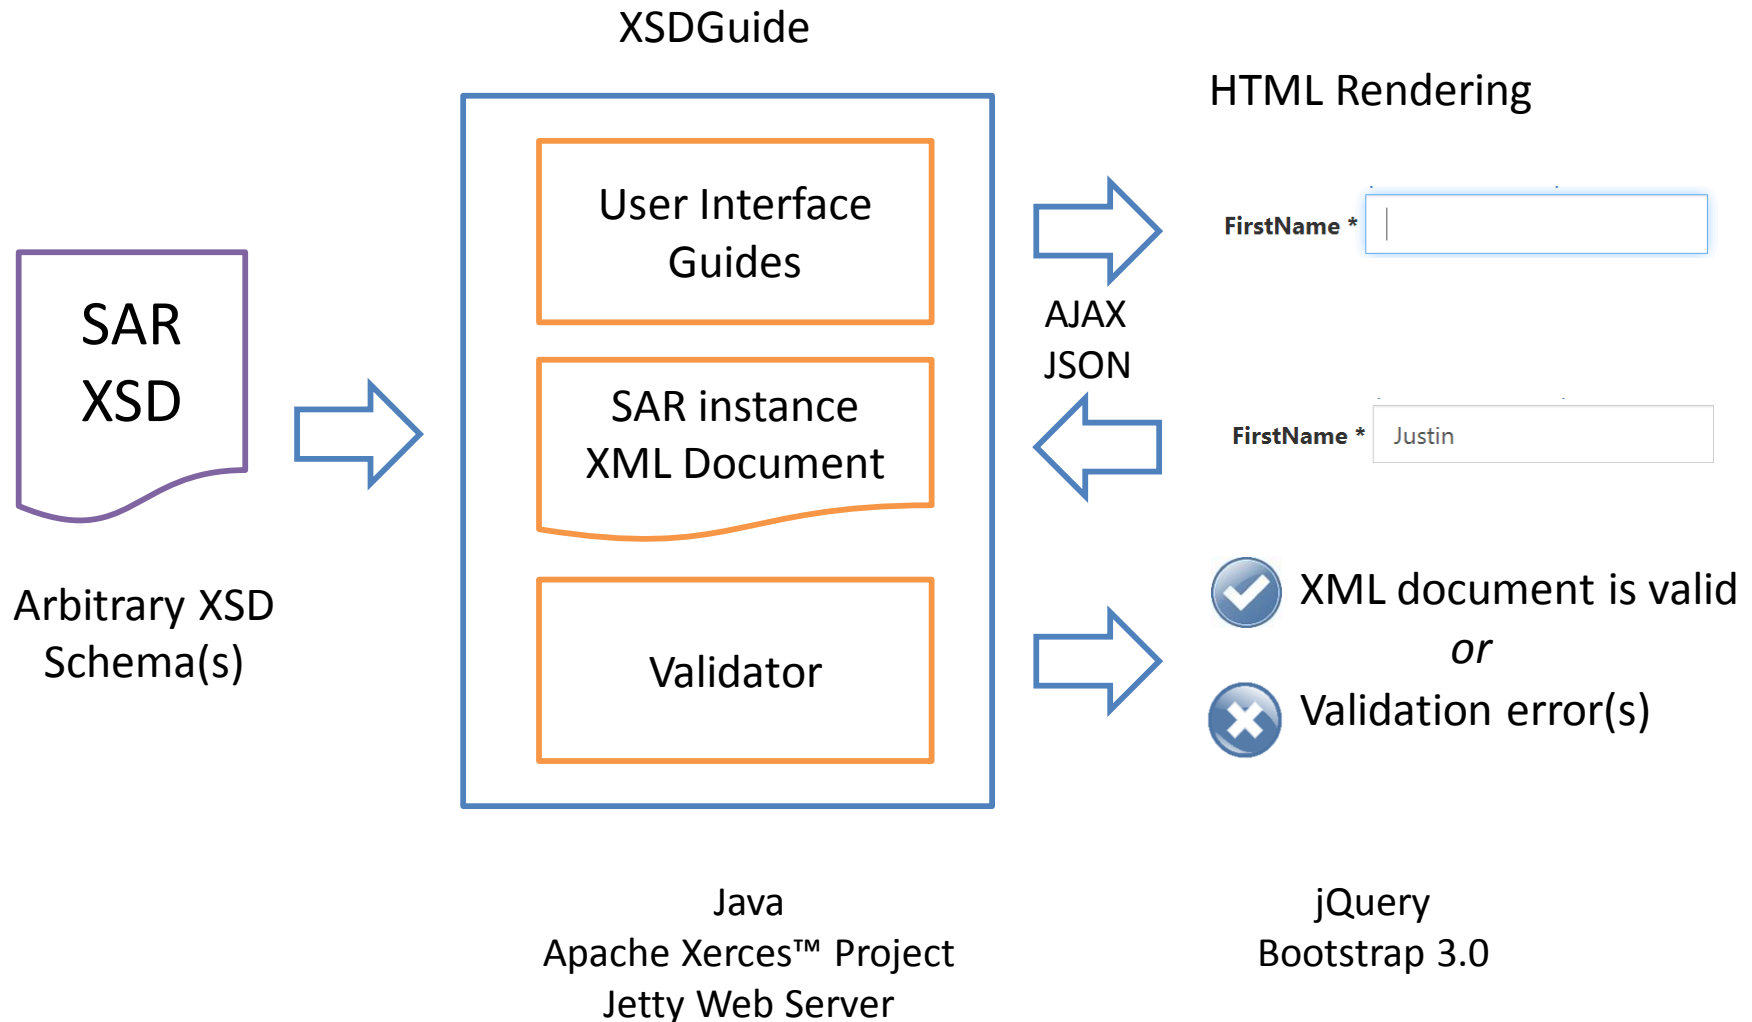 XSDGuide
HTML Rendering
User Interface
Guides
FirstName *
SAR
XSD
AJAX
JSON
SAR instance
XML Document
FirstName * Justin
Arbitrary XSD
Schema(s)
Validator
XML document is valid
or
Validation error(s)
Java
Apache Xerces™ Project
Jetty Web Server
jQuery
Bootstrap 3.0